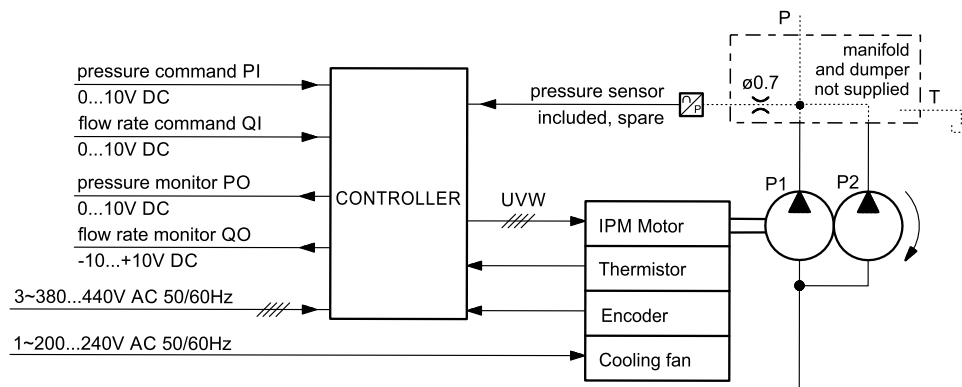 P
manifold
and dumper
not supplied
ø0.7
T
pressure command PI
0...10V DC
flow rate command QI
0...10V DC
pressure sensor
included, spare
P
pressure monitor PO
0...10V DC
flow rate monitor QO
-10...+10V DC
CONTROLLER
UVW
P1
P2
IPM Motor
Thermistor
Encoder
Cooling fan
3~380...440V AC 50/60Hz
1~200...240V AC 50/60Hz